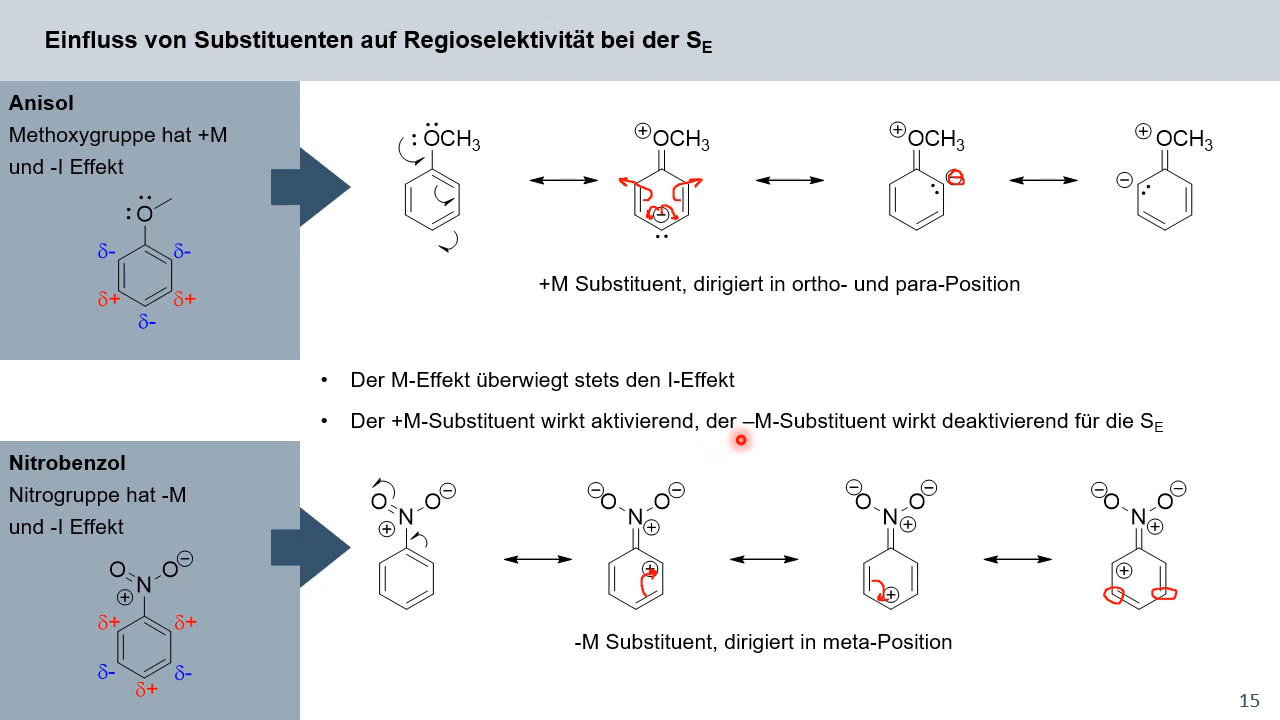 Einfluss von Substituenten auf Regioselektivität bei der S_E
Anisol
Methoxygruppe hat +M
und -I Effekt
O
δ- δ-
δ+ δ+
δ-
OCH3 ⊕OCH3 ⊕OCH3 ⊕OCH3
⊖ ⊖ ⊖
+M Substituent, dirigiert in ortho- und para-Position
• Der M-Effekt überwiegt stets den I-Effekt
• Der +M-Substituent wirkt aktivierend, der –M-Substituent wirkt deaktivierend für die S_E
Nitrobenzol
Nitrogruppe hat -M
und -I Effekt
O O⊖
N⊕
δ+ δ+
δ- δ-
δ+
O O⊖ ⊖O O⊖ ⊖O O⊖ ⊖O O⊖
N⊕ N⊕ N⊕ N⊕
⊕ ⊕ ⊕
-M Substituent, dirigiert in meta-Position
15